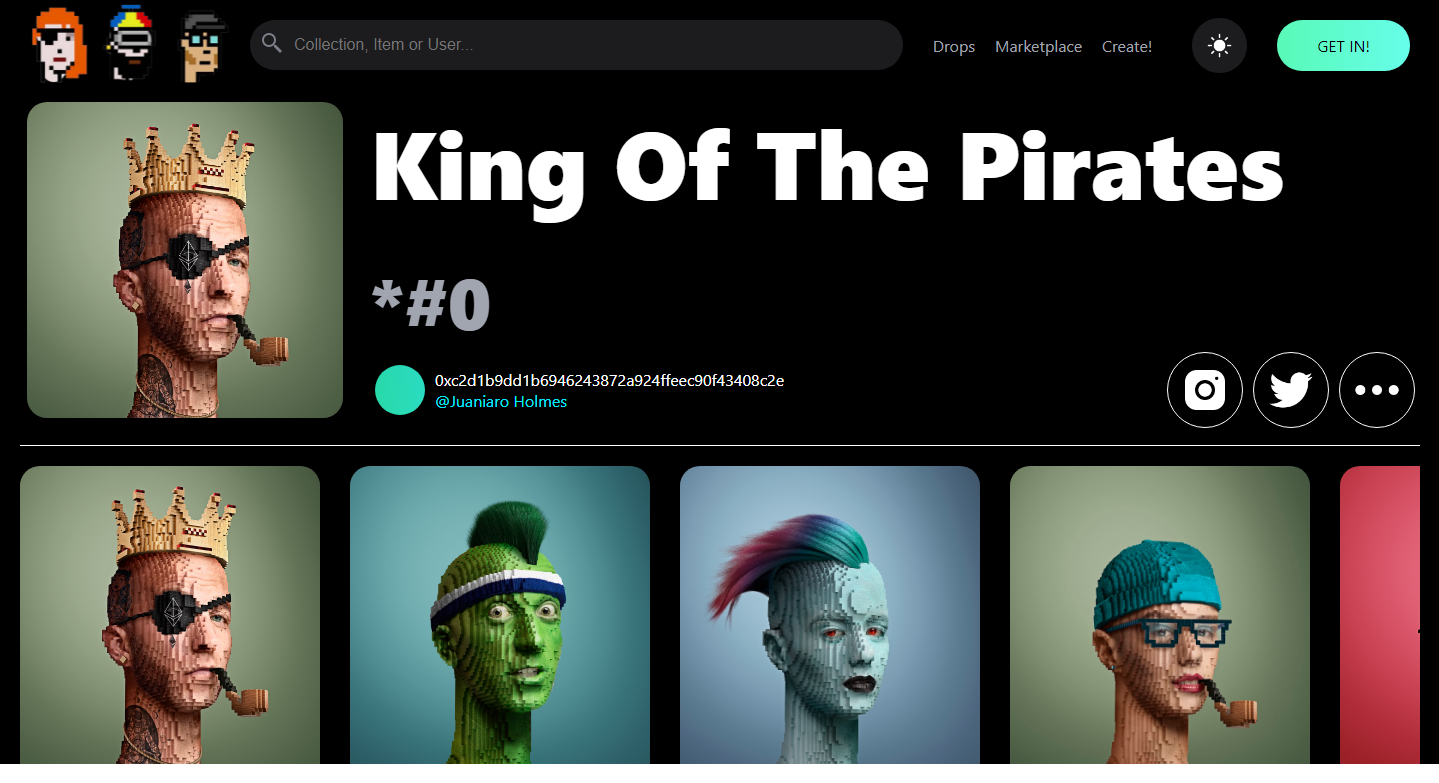 Collection, Item or User...
Drops
Marketplace
Create!
GET IN!
King Of The Pirates
*#0
0xc2d1b9dd1b6946243872a924ffeec90f43408c2e
@Juaniaro Holmes